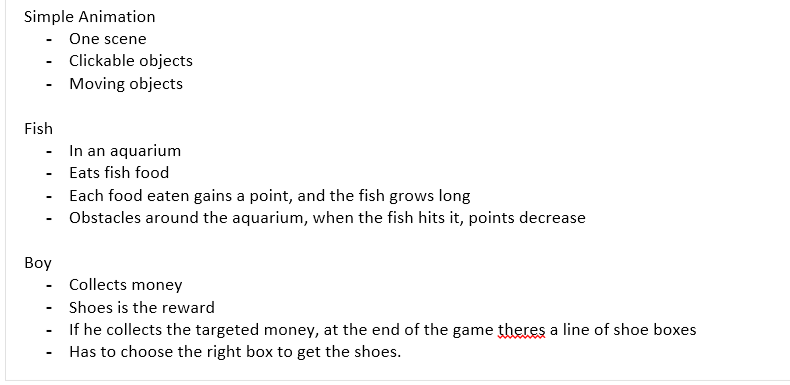 Simple Animation
- One scene
- Clickable objects
- Moving objects
Fish
- In an aquarium
- Eats fish food
- Each food eaten gains a point, and the fish grows long
- Obstacles around the aquarium, when the fish hits it, points decrease
Boy
- Collects money
- Shoes is the reward
- If he collects the targeted money, at the end of the game theres a line of shoe boxes
- Has to choose the right box to get the shoes.